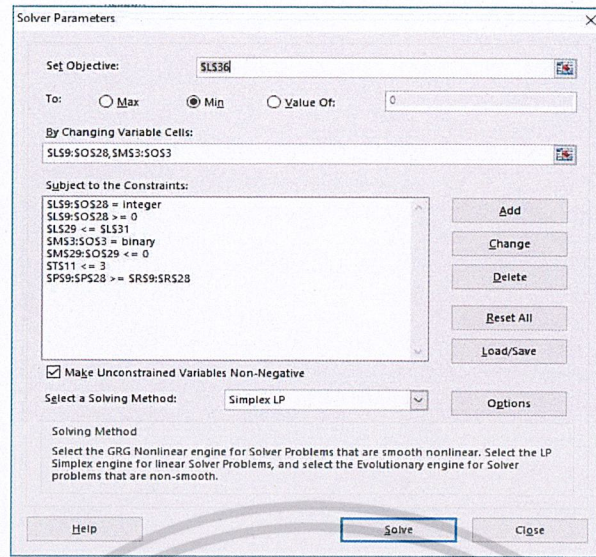 Solver Parameters
Set Objective: $L$36
To: Max Min Value Of: 0
By Changing Variable Cells:
$L$9:$O$28,$M$3:$O$3
Subject to the Constraints:
$L$9:$O$28 = integer
$L$9:$O$28 >= 0
$L$29 <= $L$31
$M$3:$O$3 = binary
$M$29:$O$29 <= 0
$T$11 <= 3
$P$9:$P$28 >= $R$9:$R$28
Add
Change
Delete
Reset All
Load/Save
Make Unconstrained Variables Non-Negative
Select a Solving Method: Simplex LP Options
Solving Method
Select the GRG Nonlinear engine for Solver Problems that are smooth nonlinear. Select the LP
Simplex engine for linear Solver Problems, and select the Evolutionary engine for Solver
problems that are non-smooth.
Help Solve Close